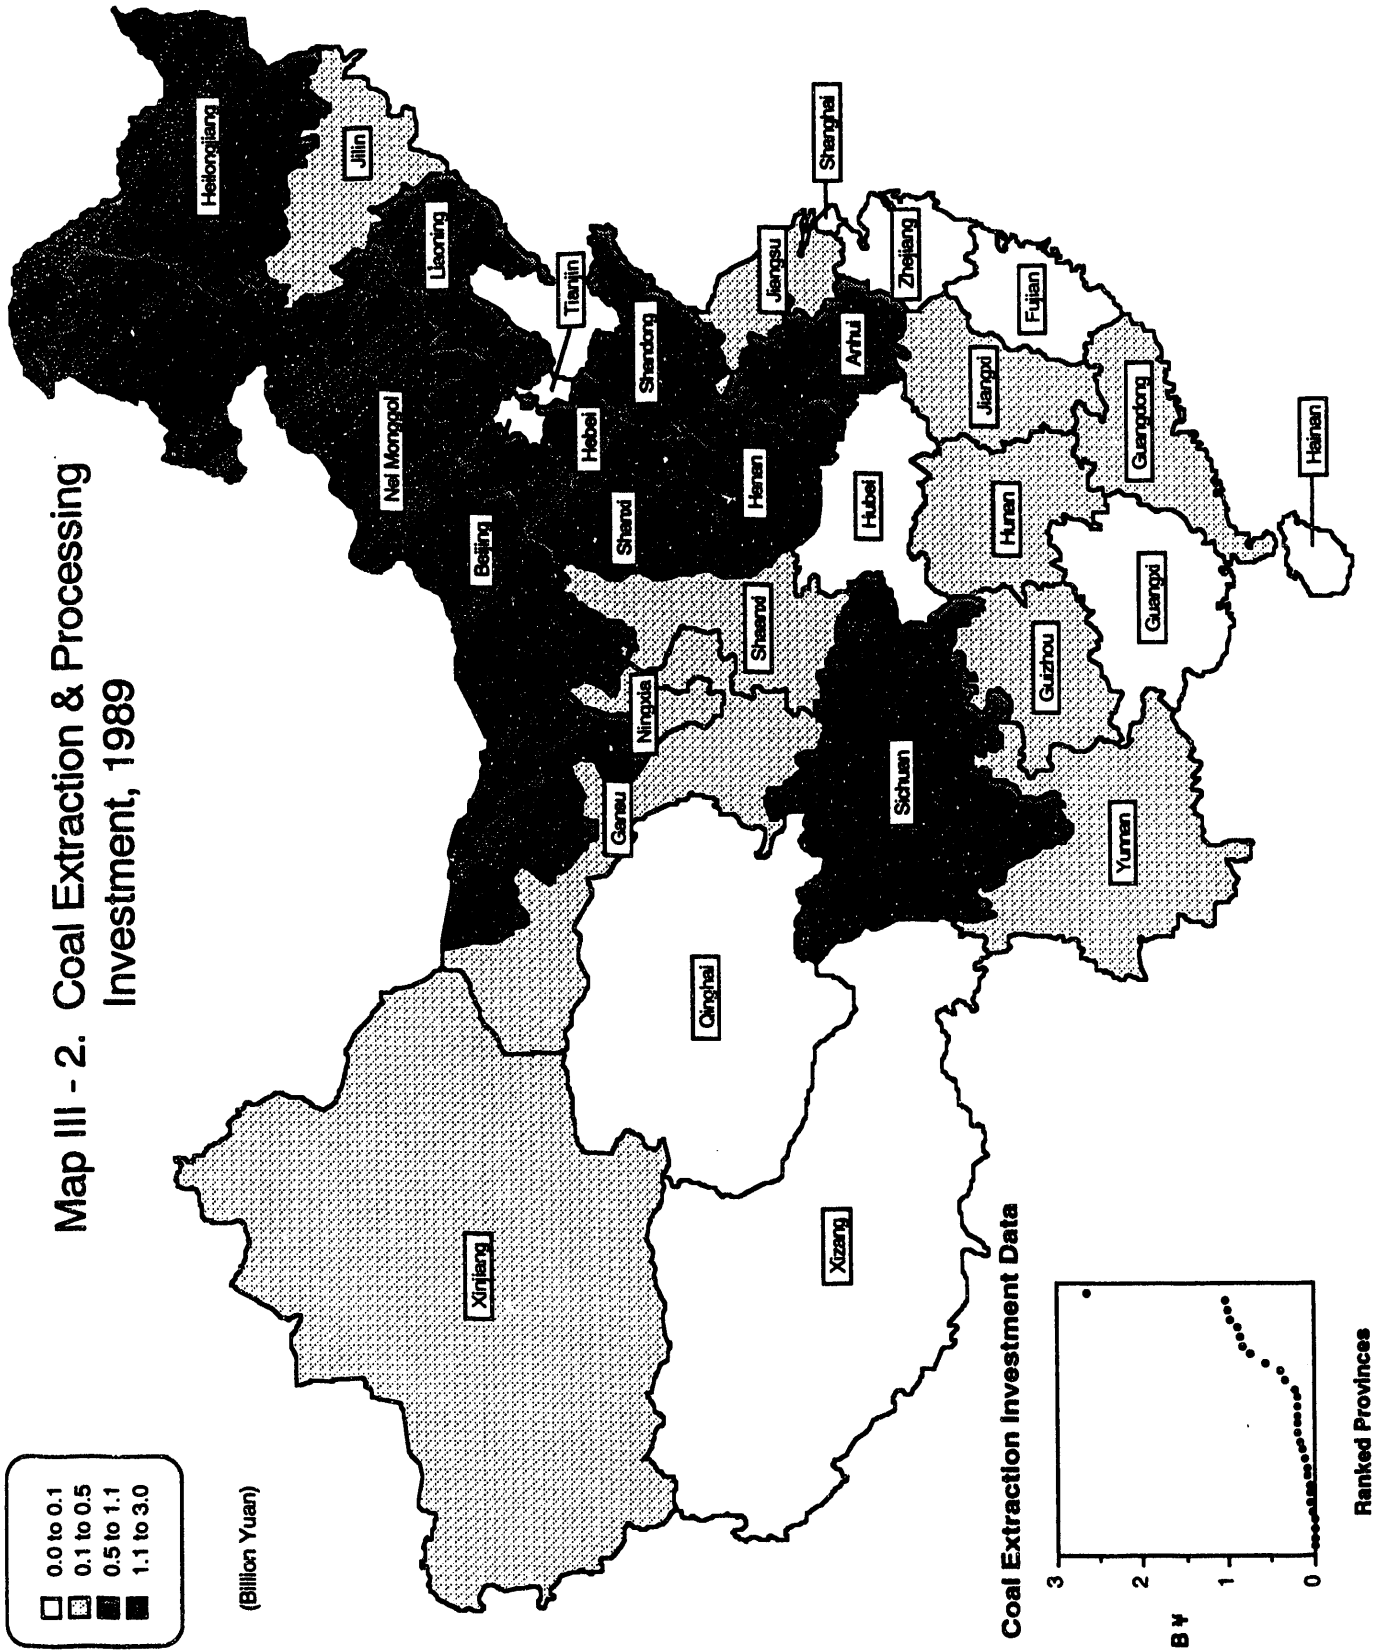 Map III - 2. Coal Extraction & Processing
Investment, 1989
0.0 to 0.1
0.1 to 0.5
0.5 to 1.1
1.1 to 3.0
(Billion Yuan)
Heilongjiang
Jilin
Liaoning
Nei Monggol
Beijing
Tianjin
Hebei
Shanxi
Shandong
Henan
Jiangsu
Shanghai
Anhui
Zhejiang
Fujian
Jiangxi
Hubei
Hunan
Guangdong
Hainan
Guangxi
Guizhou
Yunnan
Sichuan
Shaanxi
Ningxia
Gansu
Qinghai
Xinjiang
Xizang
Coal Extraction Investment Data
3
2
1
0
B ¥
Ranked Provinces